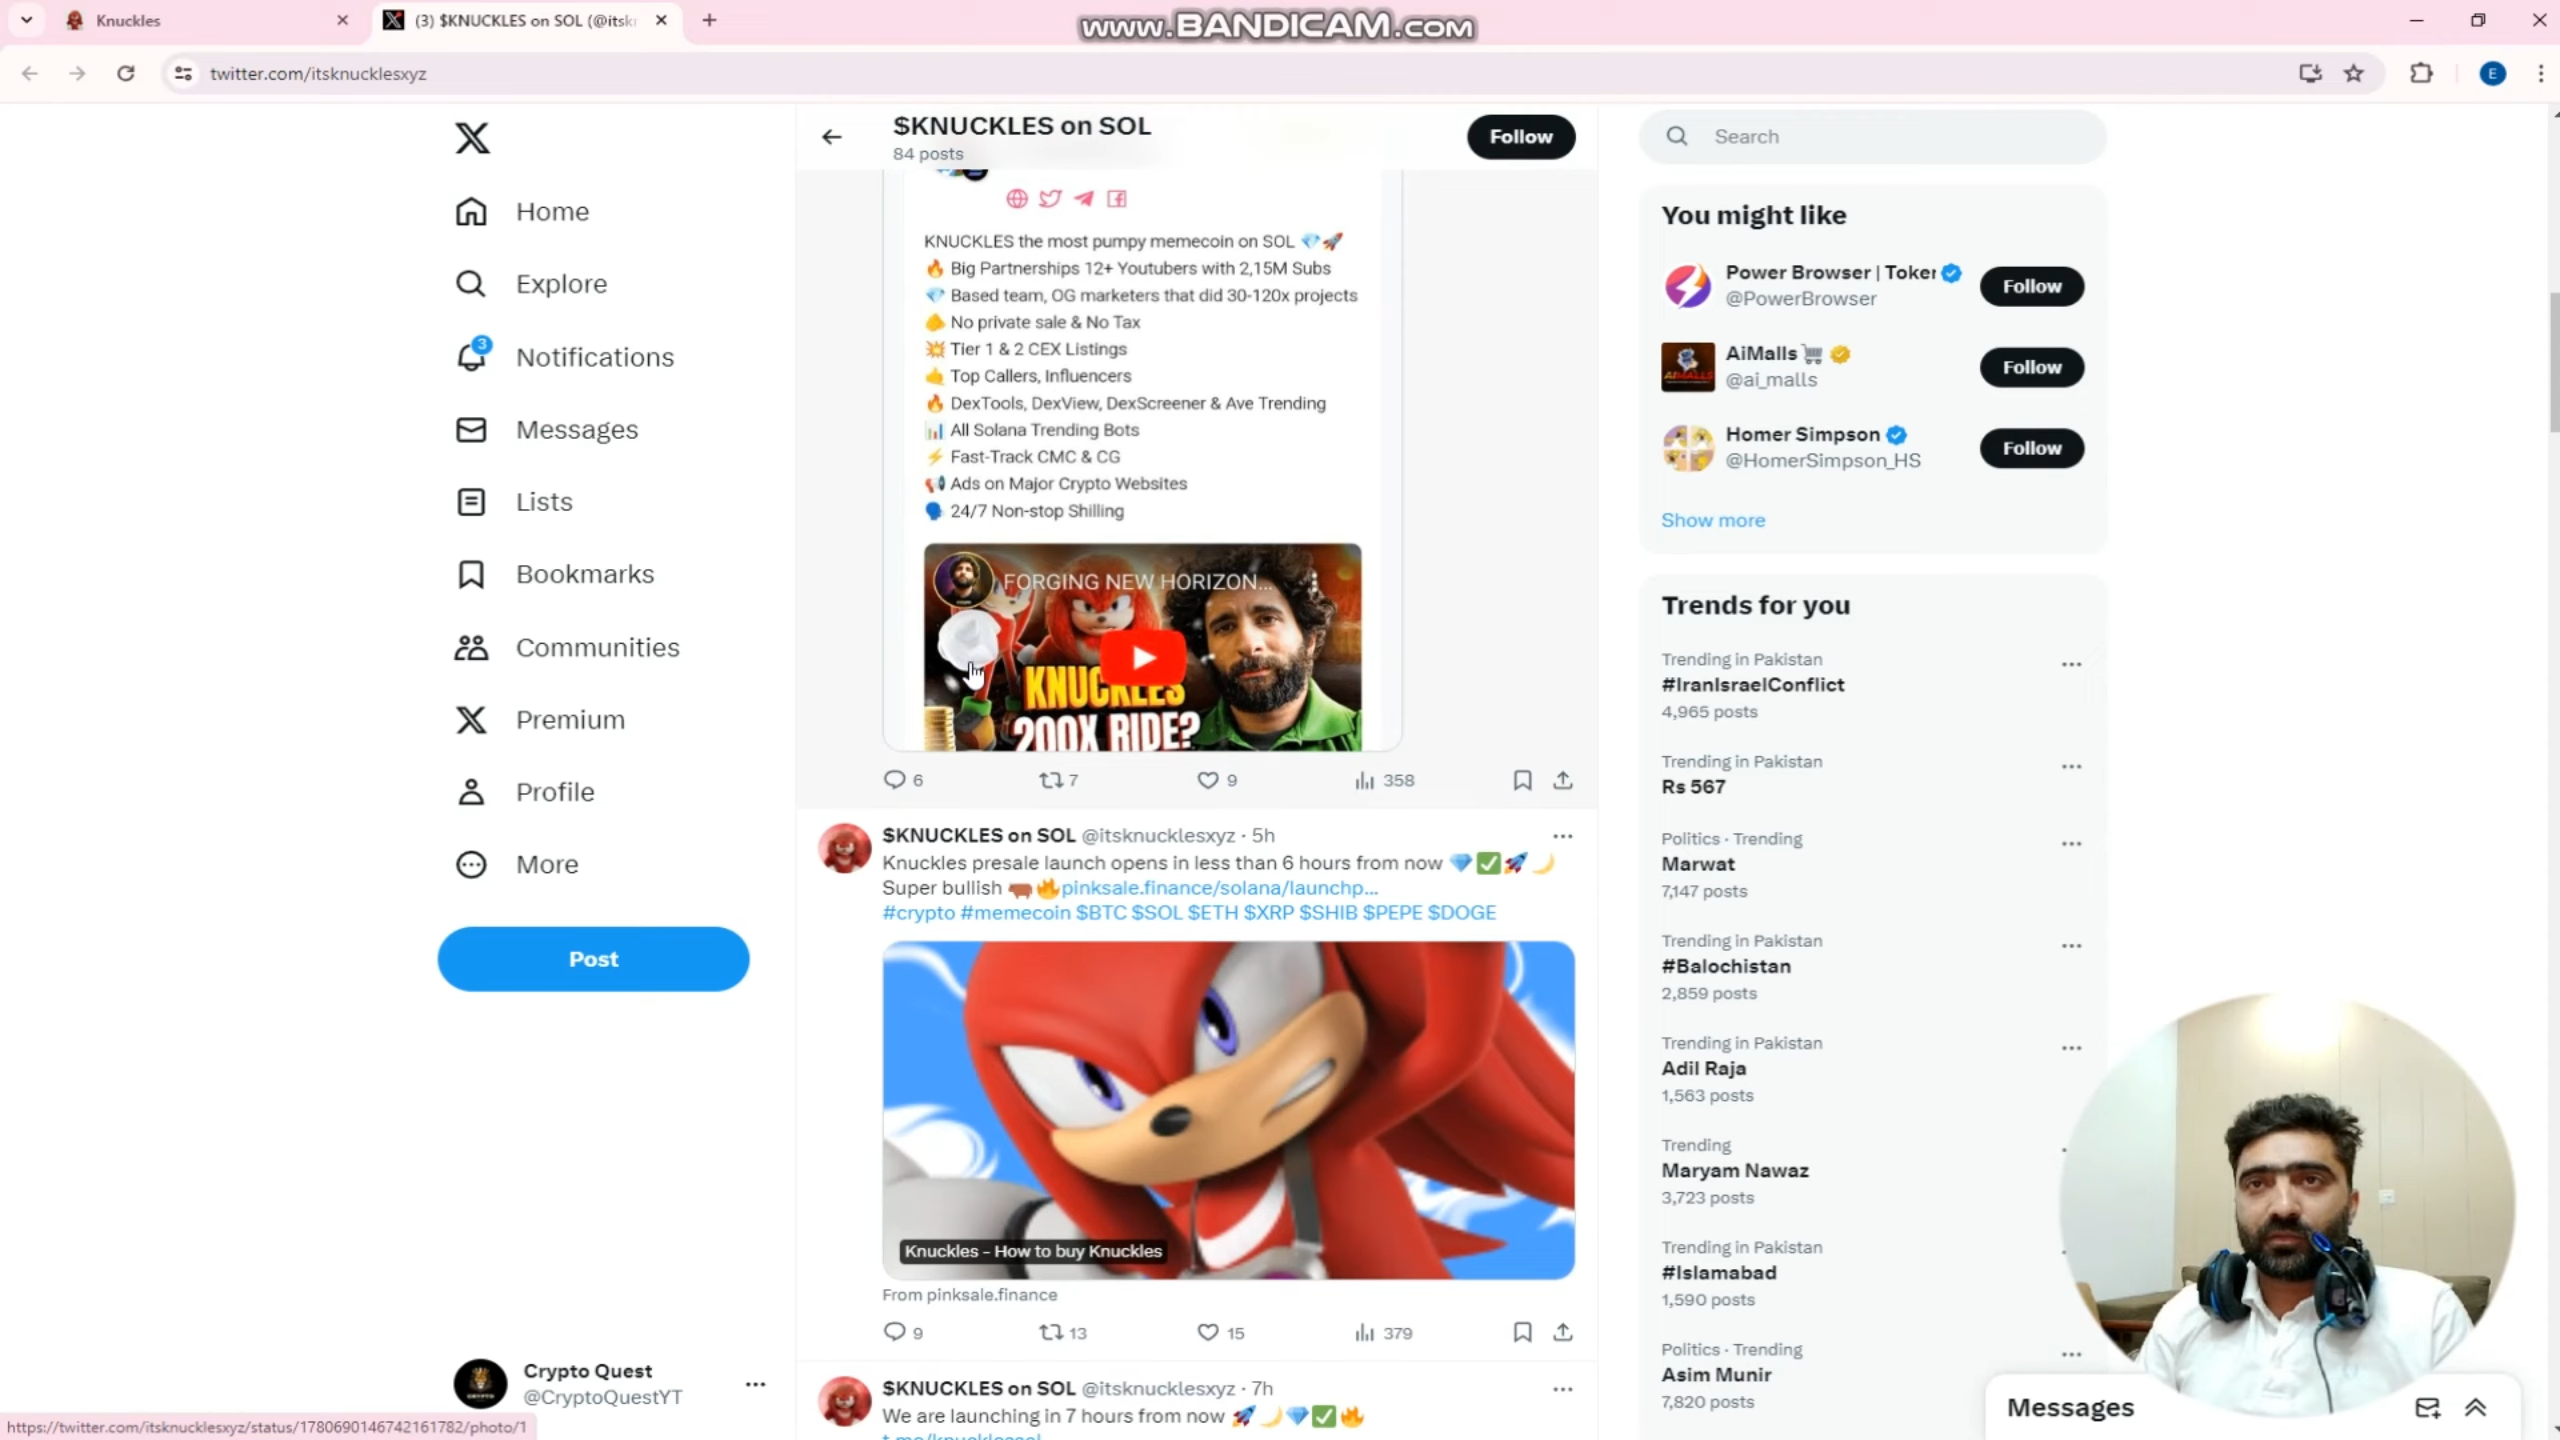 Knuckles
(3) $KNUCKLES on SOL (@itsk
www.BANDICAM.com
twitter.com/itsknucklesxyz
E
Home
Explore
3
Notifications
Messages
Lists
Bookmarks
Communities
Premium
Profile
More
Post
Crypto Quest
@CryptoQuestYT
https://twitter.com/itsknucklesxyz/status/1780690146742161782/photo/1
$KNUCKLES on SOL
84 posts
Follow
KNUCKLES the most pumpy memecoin on SOL 💎🚀
🔥 Big Partnerships 12+ Youtubers with 2,15M Subs
💎 Based team, OG marketers that did 30-120x projects
🫵 No private sale & No Tax
💥 Tier 1 & 2 CEX Listings
🤙 Top Callers, Influencers
🔥 DexTools, DexView, DexScreener & Ave Trending
📊 All Solana Trending Bots
⚡ Fast-Track CMC & CG
📢 Ads on Major Crypto Websites
🗣 24/7 Non-stop Shilling
FORGING NEW HORIZON...
KNUCKLES
200X RIDE?
6 7 9 358
$KNUCKLES on SOL @itsknucklesxyz · 5h
Knuckles presale launch opens in less than 6 hours from now 💎✅🚀🌙
Super bullish 🐂🔥pinksale.finance/solana/launchp...
#crypto #memecoin $BTC $SOL $ETH $XRP $SHIB $PEPE $DOGE
Knuckles - How to buy Knuckles
From pinksale.finance
9 13 15 379
$KNUCKLES on SOL @itsknucklesxyz · 7h
We are launching in 7 hours from now 🚀🌙💎✅🔥
Search
You might like
Power Browser | Toker
@PowerBrowser
Follow
AiMalls🛒
@ai_malls
Follow
Homer Simpson
@HomerSimpson_HS
Follow
Show more
Trends for you
Trending in Pakistan
#IranIsraelConflict
4,965 posts
Trending in Pakistan
Rs 567
Politics · Trending
Marwat
7,147 posts
Trending in Pakistan
#Balochistan
2,859 posts
Trending in Pakistan
Adil Raja
1,563 posts
Trending
Maryam Nawaz
3,723 posts
Trending in Pakistan
#Islamabad
1,590 posts
Politics · Trending
Asim Munir
7,820 posts
Messages